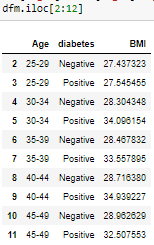 dfm.iloc[2:12]
Age diabetes BMI
2 25-29 Negative 27.437323
3 25-29 Positive 27.545455
4 30-34 Negative 28.304348
5 30-34 Positive 34.096154
6 35-39 Negative 28.467832
7 35-39 Positive 33.557895
8 40-44 Negative 28.716380
9 40-44 Positive 34.939227
10 45-49 Negative 28.962629
11 45-49 Positive 32.507553